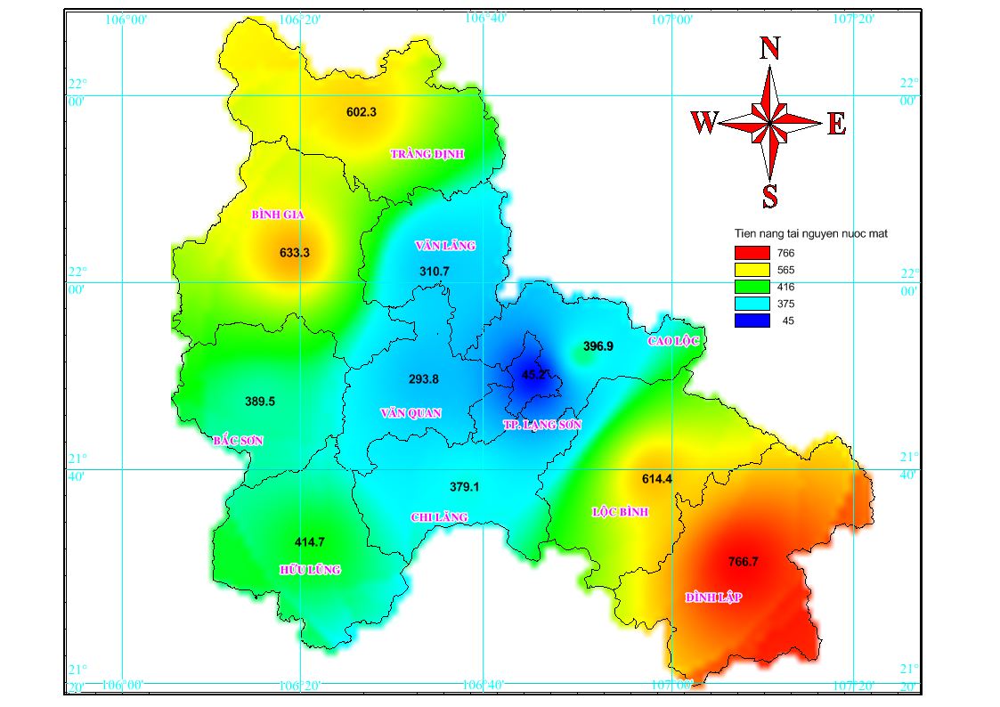 106°00' 106°20' 106°40' 107°00' 107°20'
N
22°
00'
22°
00'
602.3
W
E
TRÀNG ĐỊNH
S
BÌNH GIA
Tien nang tai nguyen nuoc mat
VĂN LÃNG
633.3
766
310.7
565
22°
00'
22°
00'
416
375
45
396.9
CAO LỘC
293.8
45.2
389.5
VĂN QUAN
TP. LẠNG SƠN
BẮC SƠN
21°
40'
21°
40'
614.4
379.1
LỘC BÌNH
CHI LĂNG
414.7
HỮU LŨNG
766.7
ĐÌNH LẬP
21°
20'
21°
20'
106°00' 106°20' 106°40' 107°00' 107°20'